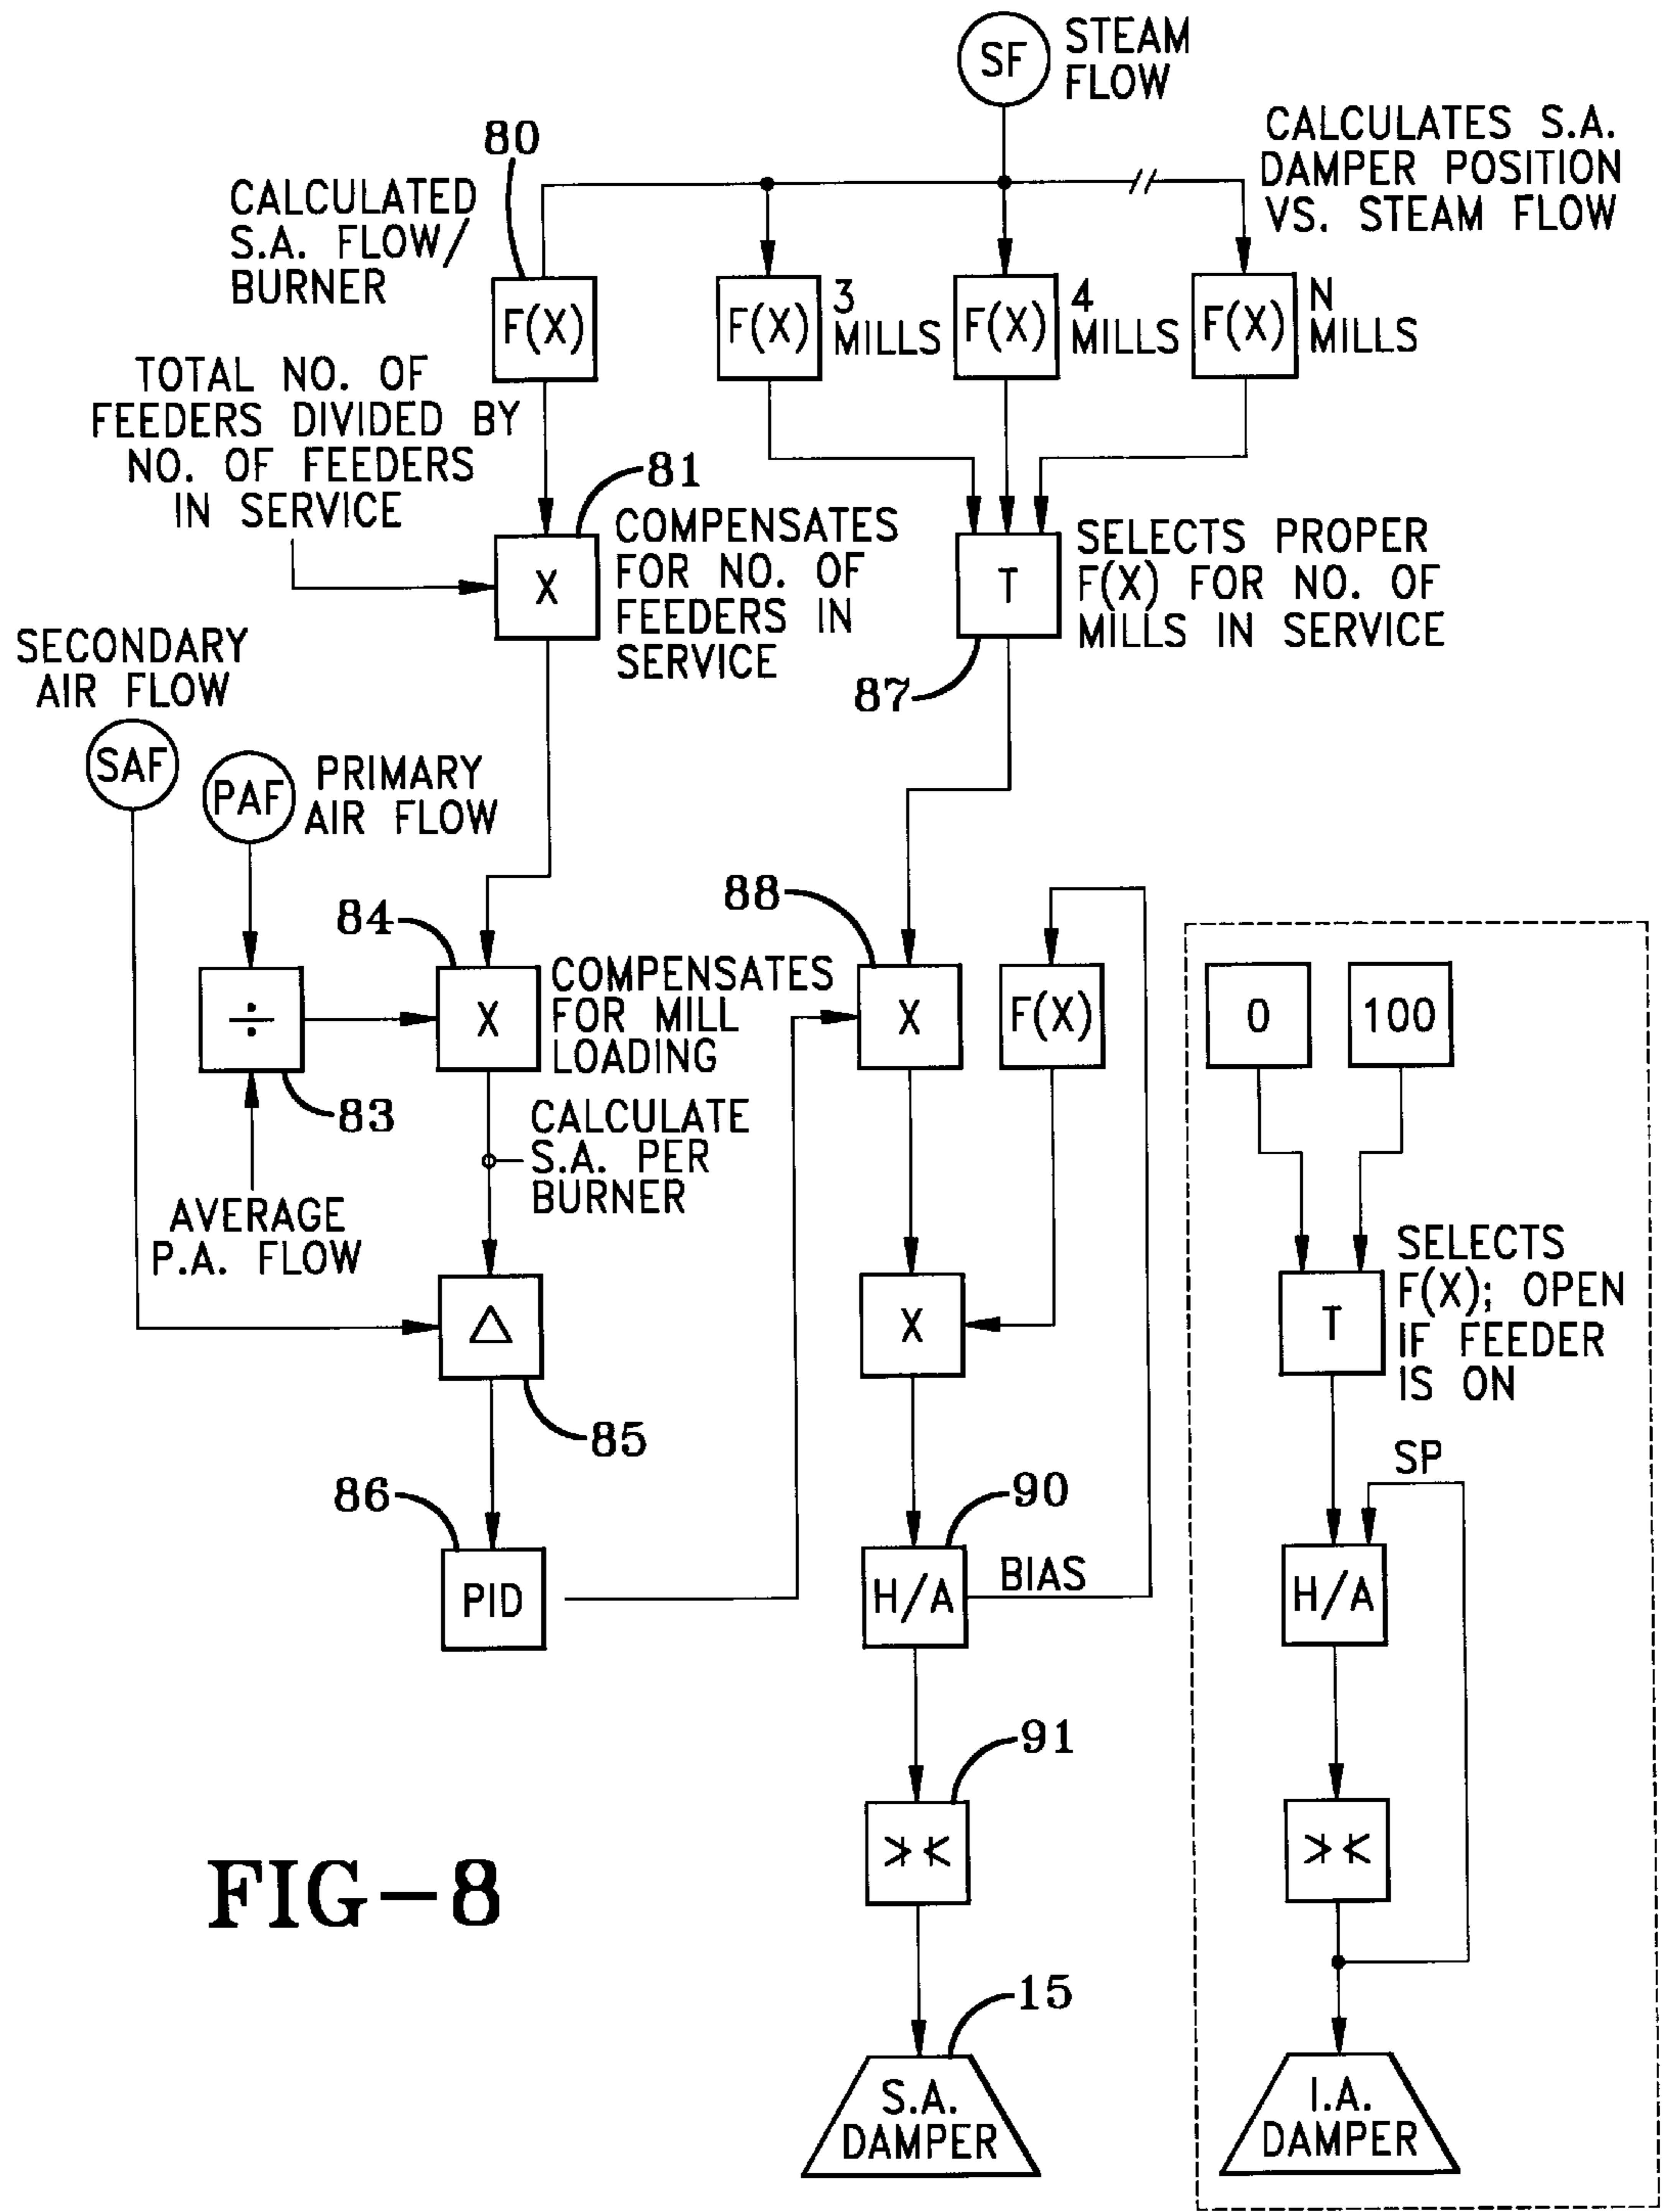 SF
STEAM
FLOW
CALCULATES S.A.
DAMPER POSITION
VS. STEAM FLOW
80
CALCULATED
S.A. FLOW/
BURNER
F(X)
F(X)
3
MILLS
F(X)
4
MILLS
F(X)
N
MILLS
TOTAL NO. OF
FEEDERS DIVIDED BY
NO. OF FEEDERS
IN SERVICE
81
X
COMPENSATES
FOR NO. OF
FEEDERS IN
SERVICE
T
SELECTS PROPER
F(X) FOR NO. OF
MILLS IN SERVICE
87
SECONDARY
AIR FLOW
SAF
PAF
PRIMARY
AIR FLOW
84
88
÷
X
COMPENSATES
FOR MILL
LOADING
X
F(X)
0
100
83
CALCULATE
S.A. PER
BURNER
AVERAGE
P.A. FLOW
△
X
T
SELECTS
F(X); OPEN
IF FEEDER
IS ON
85
SP
86
90
PID
H/A
BIAS
H/A
91
> <
> <
FIG-8
15
S.A.
DAMPER
I.A.
DAMPER